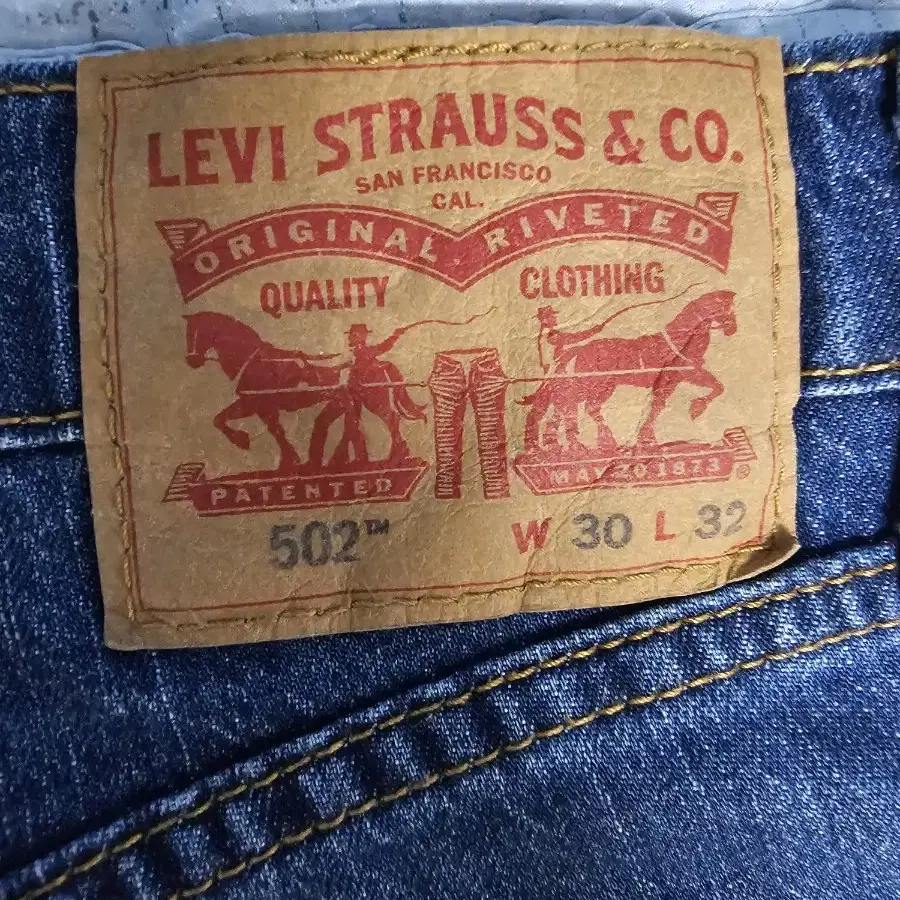 LEVI STRAUSS & CO.
SAN FRANCISCO
CAL.
ORIGINAL RIVETED
QUALITY CLOTHING
PATENTED MAY 20 1873 ®
502™ W 30 L 32